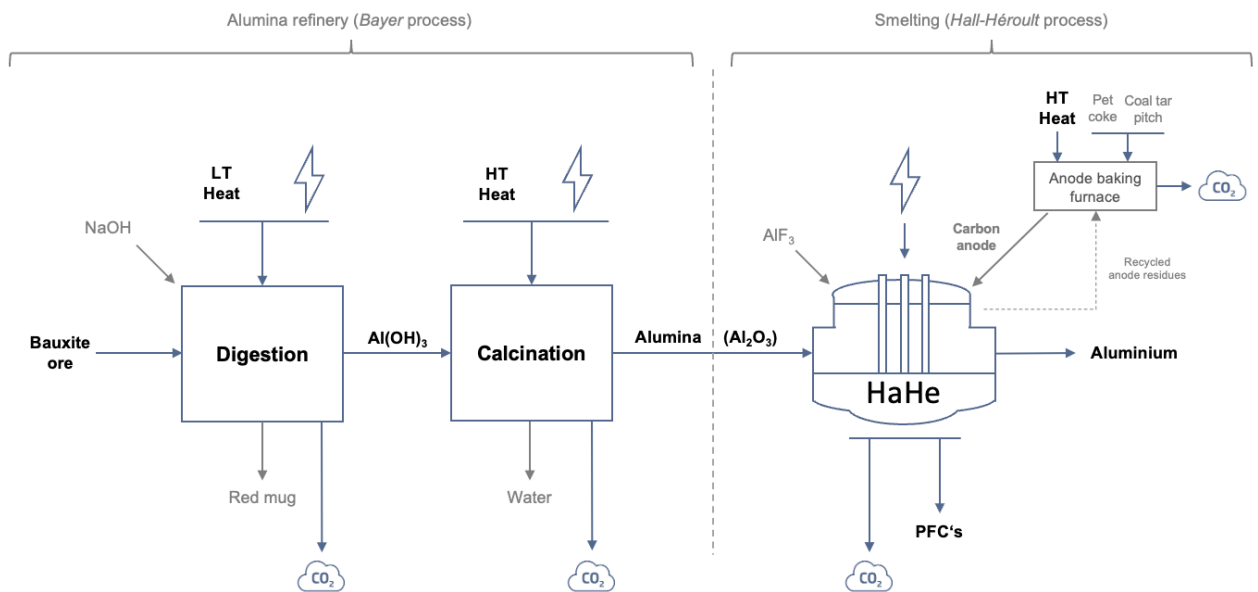 Alumina refinery (Bayer process)
Smelting (Hall-Héroult process)
HT
Heat
Pet
coke
Coal tar
pitch
LT
Heat
HT
Heat
Anode baking
furnace
CO₂
NaOH
AlF₃
Carbon
anode
Recycled
anode residues
Bauxite
ore
Digestion
Al(OH)₃
Calcination
Alumina
(Al₂O₃)
HaHe
Aluminium
Red mug
Water
PFC‘s
CO₂
CO₂
CO₂